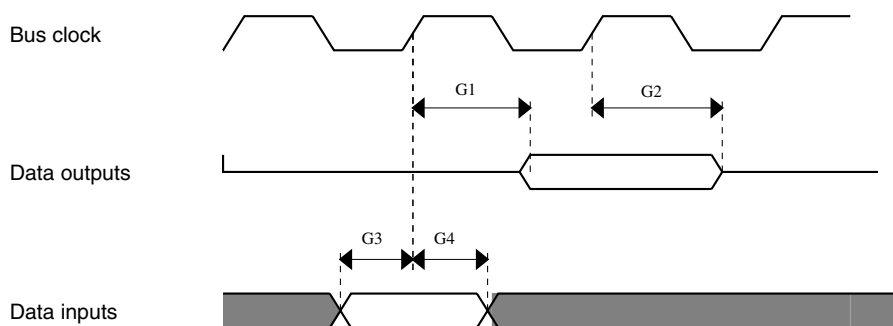 Bus clock
G1
G2
Data outputs
G3
G4
Data inputs